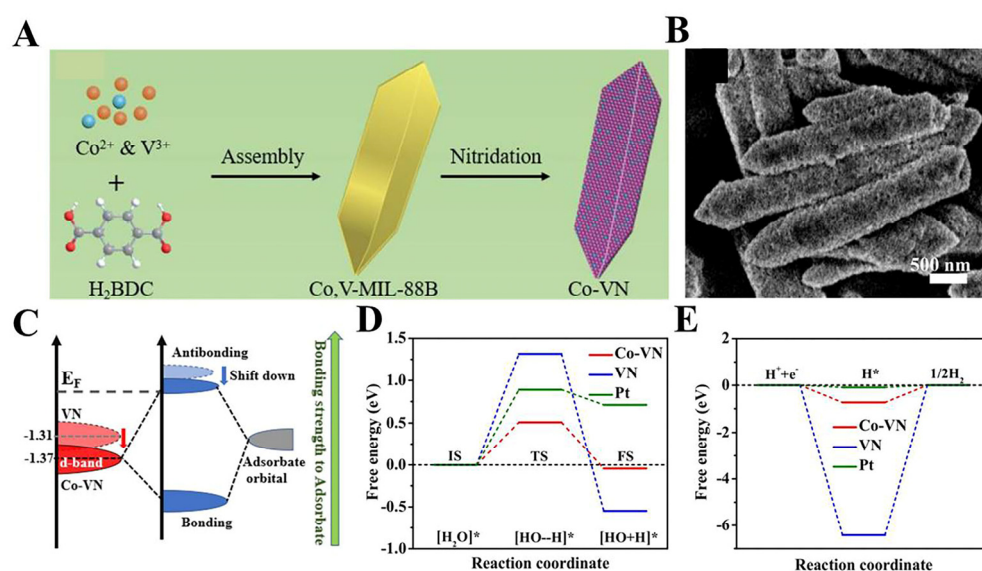 A
Co²⁺ & V³⁺
+
H₂BDC
Assembly
Co,V-MIL-88B
Nitridation
Co-VN
B
500 nm
C
E_F
VN
-1.31
-1.37
d-band
Co-VN
Antibonding
Shift down
Bonding
Adsorbate
orbital
Bonding strength to Adsorbate
D
Free energy (eV)
1.5
1.0
0.5
0.0
-0.5
-1.0
Co-VN
VN
Pt
IS
TS
FS
[H₂O]*
[HO--H]*
[HO+H]*
Reaction coordinate
E
Free energy (eV)
2
0
-2
-4
-6
H⁺+e⁻
H*
1/2H₂
Co-VN
VN
Pt
Reaction coordinate